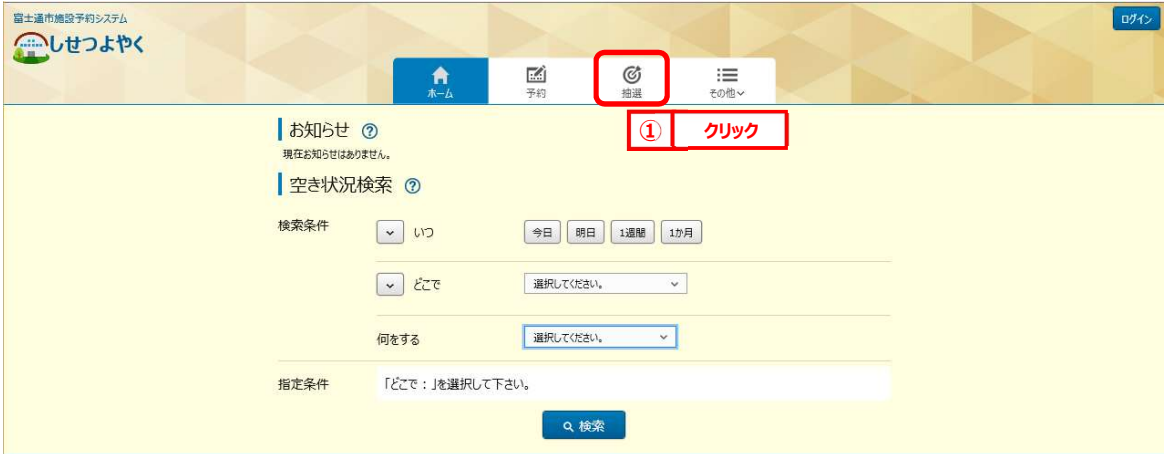 富士通市施設予約システム
しせつよやく
ログイン
ホーム
予約
抽選
その他
① クリック
お知らせ ?
現在お知らせはありません。
空き状況検索 ?
検索条件
いつ
今日 明日 1週間 1か月
どこで
選択してください。
何をする
選択してください。
指定条件
「どこで：」を選択して下さい。
検索